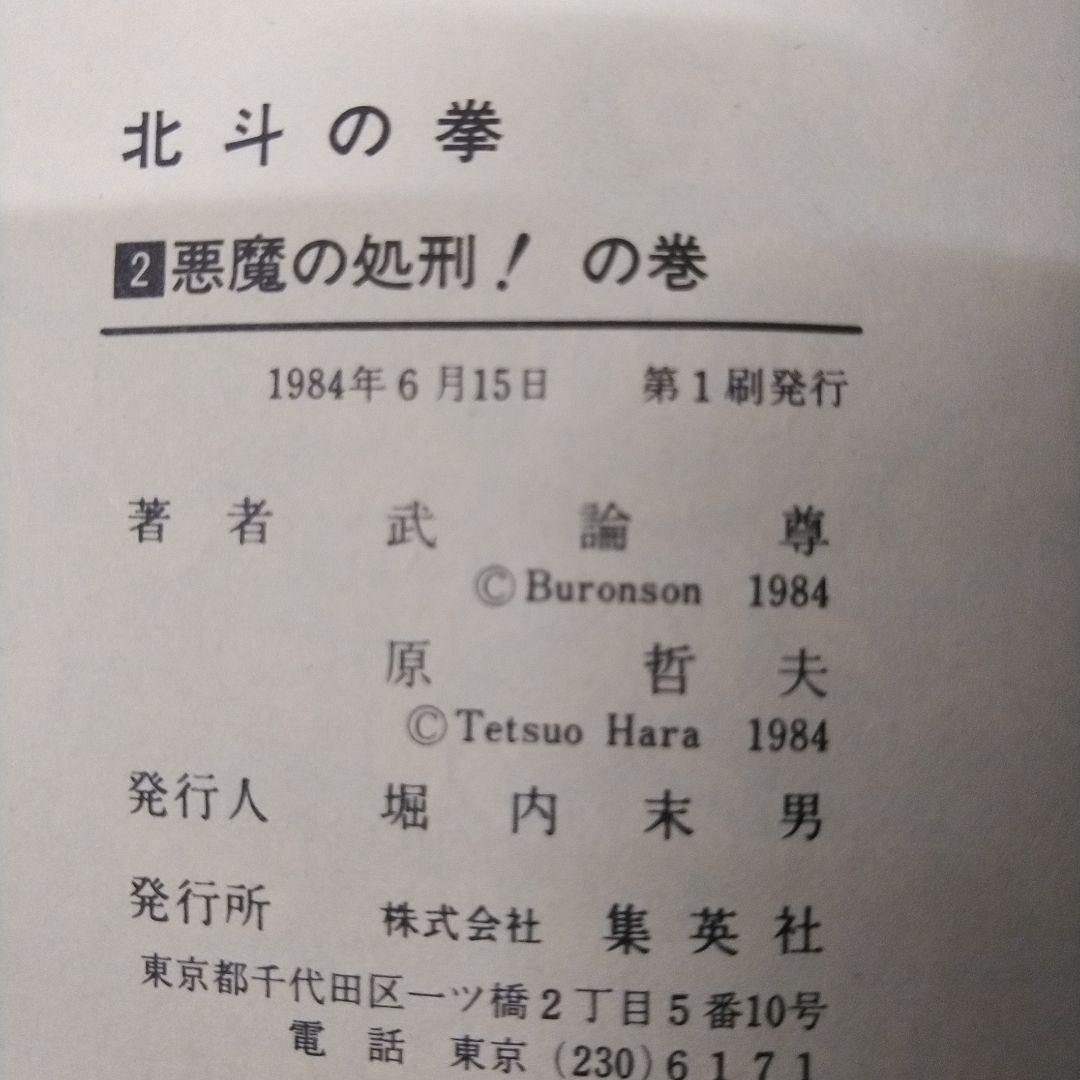 北斗の拳
2悪魔の処刑！の巻
1984年6月15日 第1刷発行
著者 武論尊
©Buronson 1984
原哲夫
©Tetsuo Hara 1984
発行人 堀内末男
発行所 株式会社 集英社
東京都千代田区一ツ橋2丁目5番10号
電話 東京(230)6171